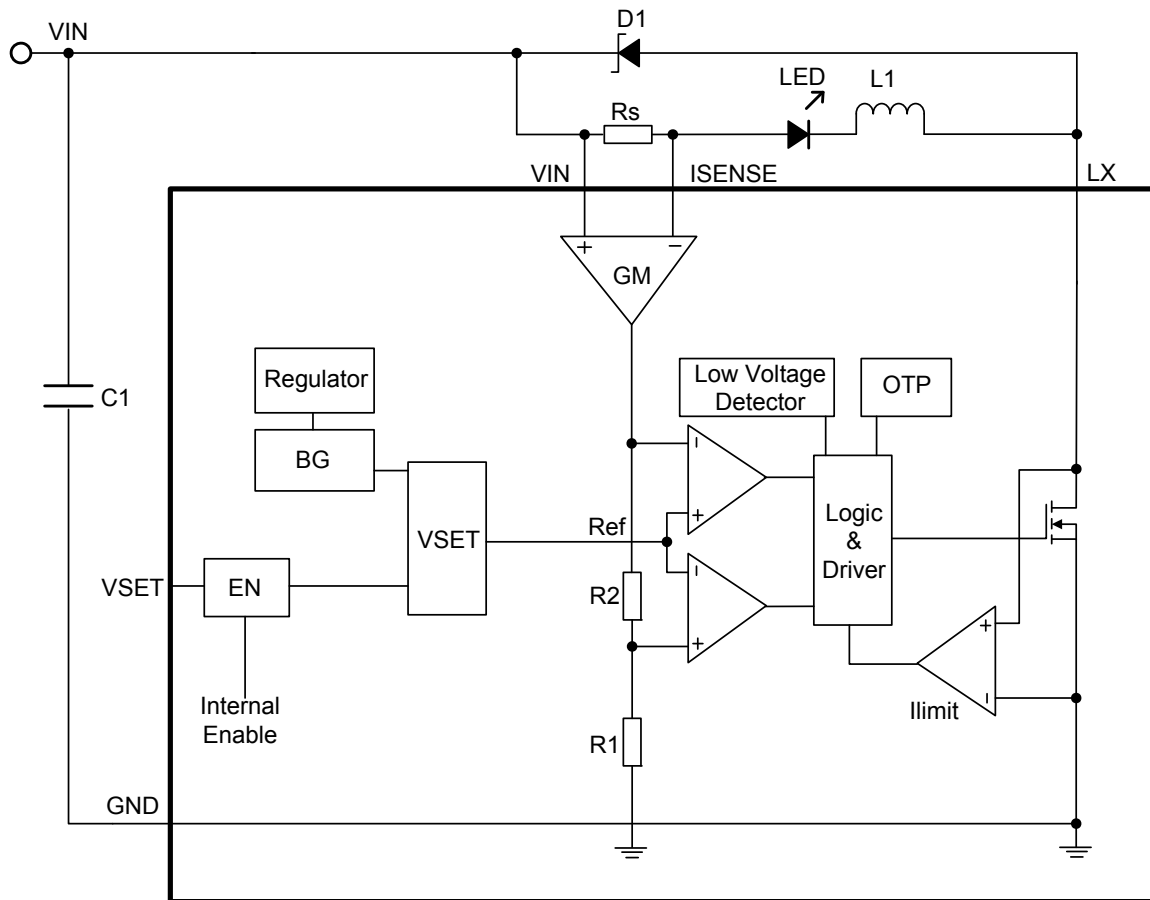 VIN
D1
LED
L1
Rs
VIN
ISENSE
LX
+
−
GM
Regulator
Low Voltage
Detector
OTP
C1
BG
VSET
Ref
Logic
&
Driver
VSET
EN
R2
Internal
Enable
Ilimit
R1
GND